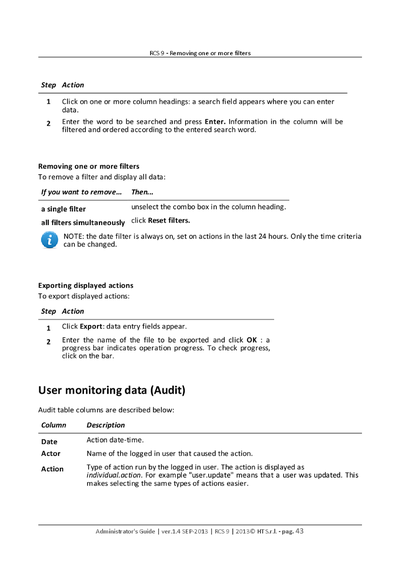 RCS 9 - Removing one or more filters
Step Action
1 Click on one or more column headings: a search field appears where you can enter
data.
2 Enter the word to be searched and press Enter. Information in the column will be
filtered and ordered according to the entered search word.
Removing one or more filters
To remove a filter and display all data:
If you want to remove... Then...
a single filter unselect the combo box in the column heading.
all filters simultaneously click Reset filters.
NOTE: the date filter is always on, set on actions in the last 24 hours. Only the time criteria
can be changed.
Exporting displayed actions
To export displayed actions:
Step Action
1 Click Export: data entry fields appear.
2 Enter the name of the file to be exported and click OK : a
progress bar indicates operation progress. To check progress,
click on the bar.
User monitoring data (Audit)
Audit table columns are described below:
Column Description
Date Action date-time.
Actor Name of the logged in user that caused the action.
Action Type of action run by the logged in user. The action is displayed as
individual.action. For example "user.update" means that a user was updated. This
makes selecting the same types of actions easier.
Administrator's Guide | ver.1.4 SEP-2013 | RCS 9 | 2013© HT S.r.l. - pag. 43